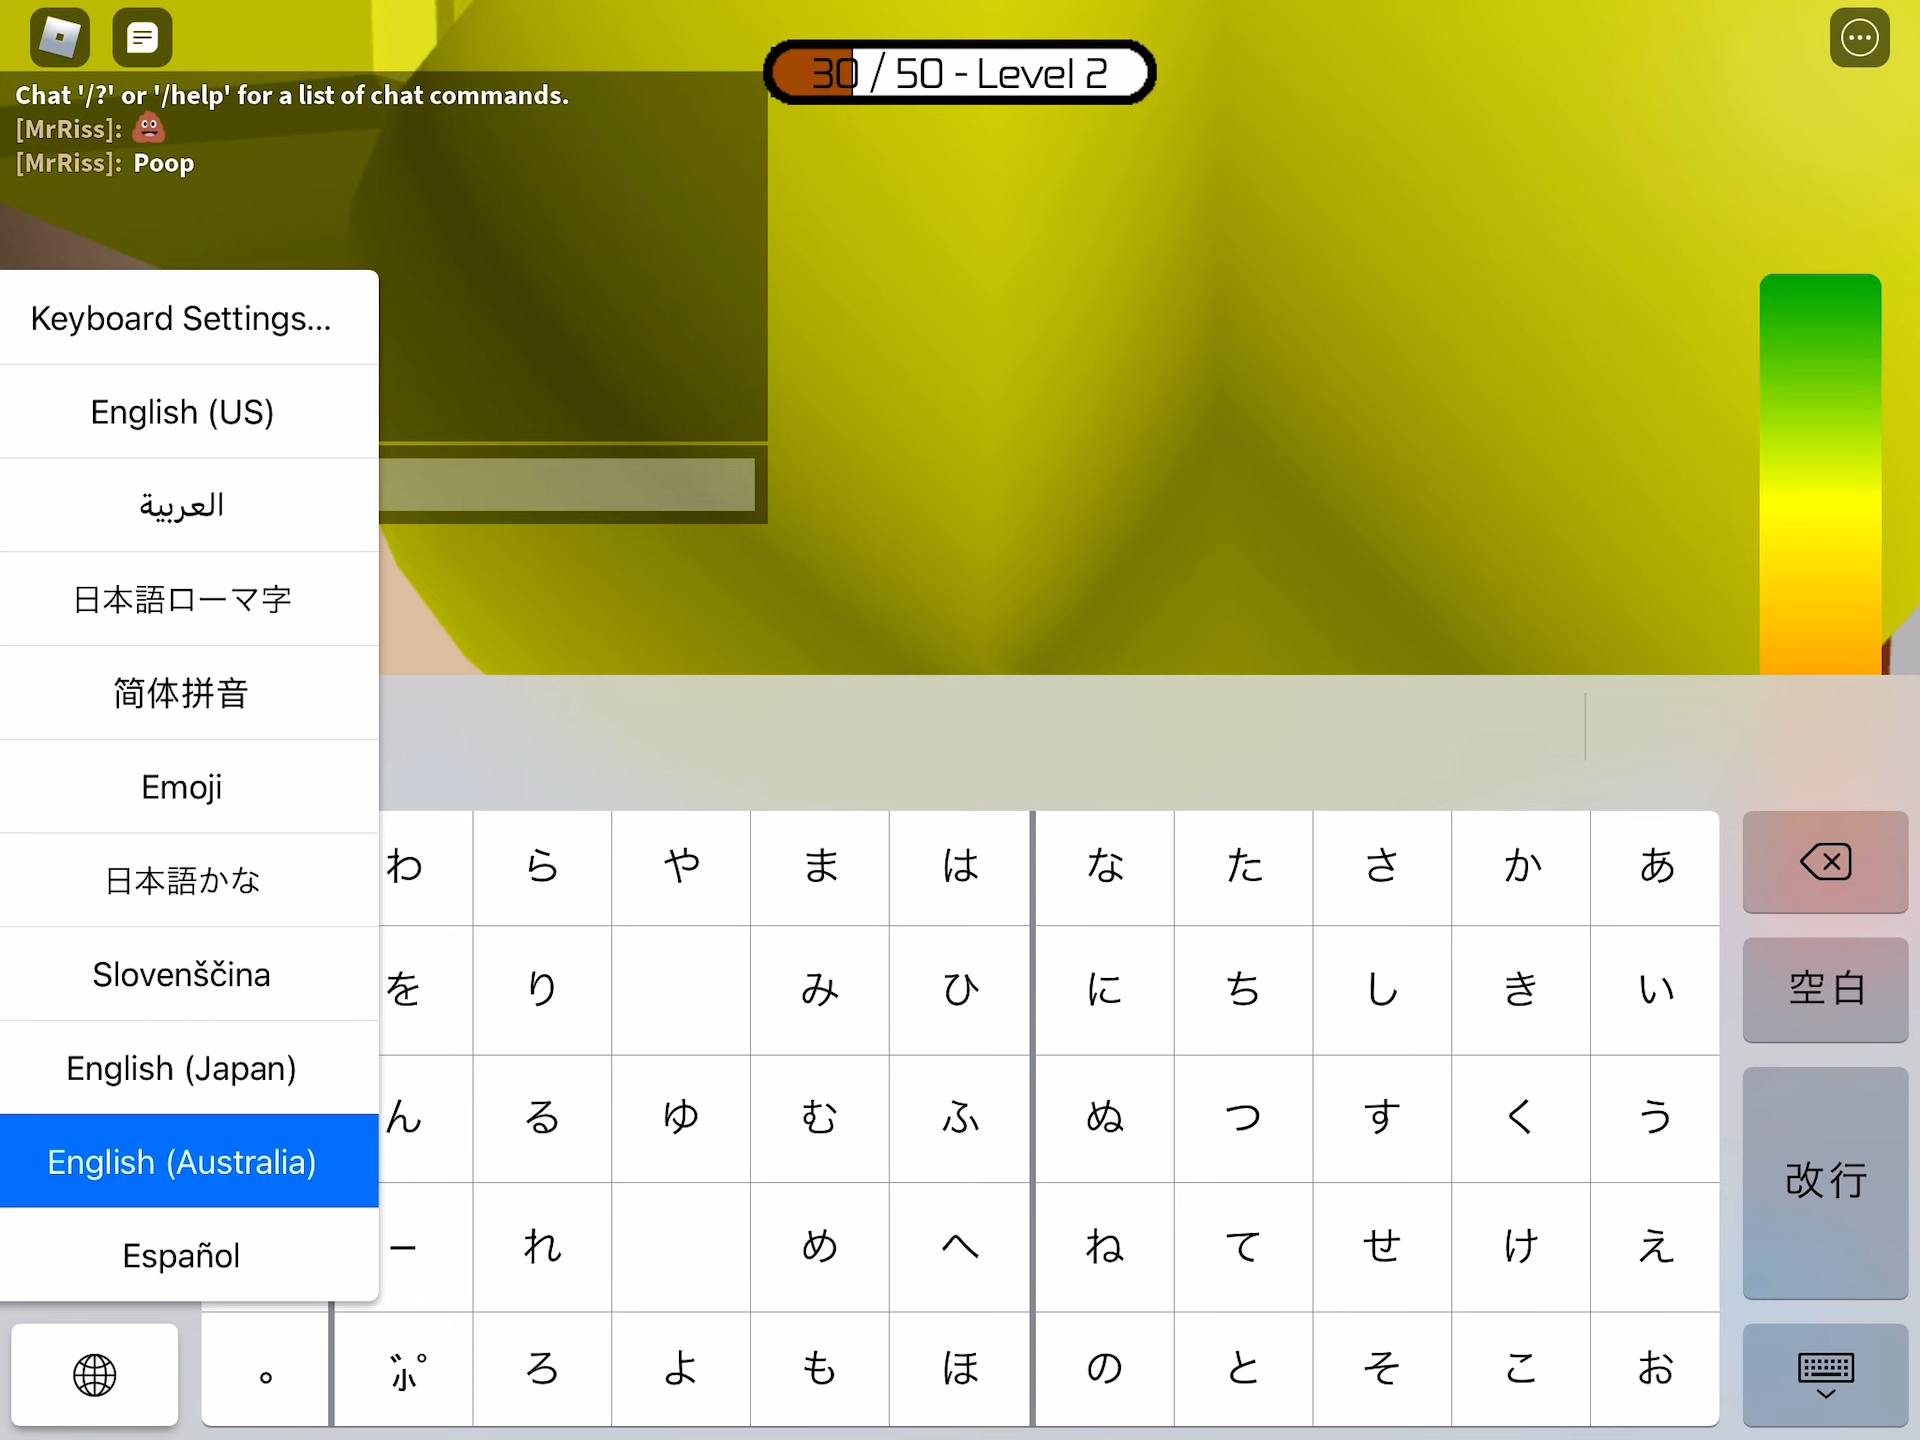 30 / 50 - Level 2
Chat '/?' or '/help' for a list of chat commands.
[MrRiss]: 💩
[MrRiss]: Poop
Keyboard Settings...
English (US)
العربية
日本語ローマ字
简体拼音
Emoji
日本語かな
Slovenščina
English (Japan)
English (Australia)
Español
わ ら や ま は な た さ か あ
を り み ひ に ち し き い
空白
ん る ゆ む ふ ぬ つ す く う
改行
ー れ め へ ね て せ け え
。 ゛゜小 ろ よ も ほ の と そ こ お